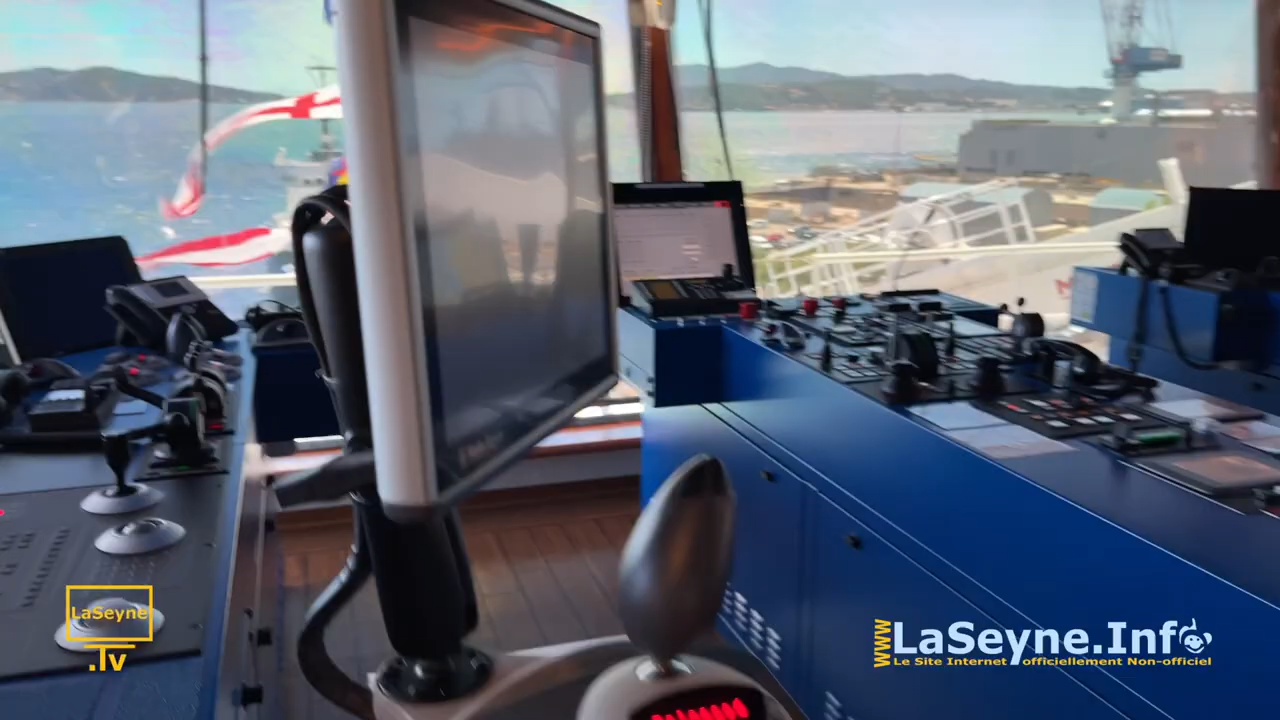 LaSeyne
.Tv
WWW
LaSeyne.Info
Le Site Internet officiellement Non-officiel